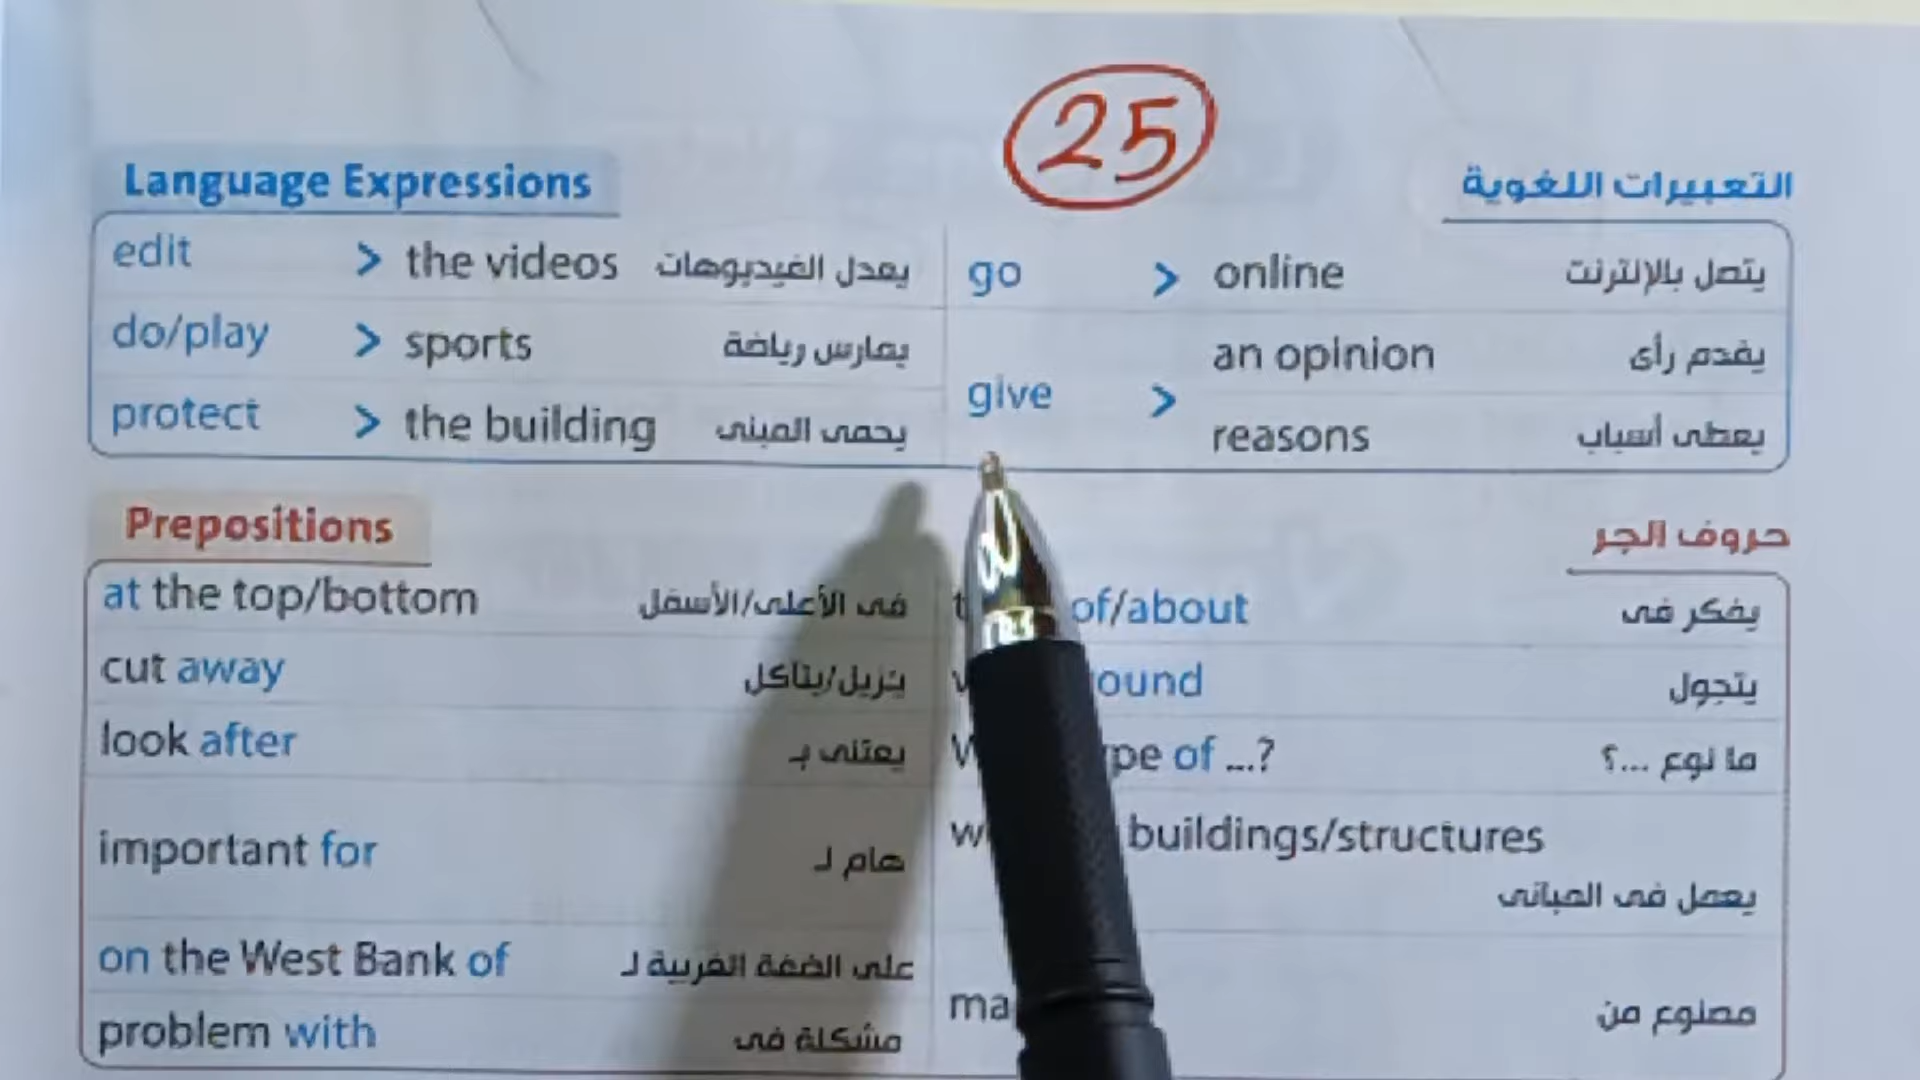 25
Language Expressions التعبيرات اللغوية
edit > the videos يعدل الفيديوهات
do/play > sports يمارس رياضة
protect > the building يحمى المبنى
go > online يتصل بالإنترنت
give > an opinion يقدم رأى
reasons يعطى أسباب
Prepositions حروف الجر
at the top/bottom فى الأعلى/الأسفل
cut away يزيل/يتآكل
look after يعتنى بـ
important for هام لـ
on the West Bank of على الضفة الغربية لـ
problem with مشكلة فى
of/about يفكر فى
يتجول
of ...? ما نوع ...؟
buildings/structures
يعمل فى المبانى
مصنوع من